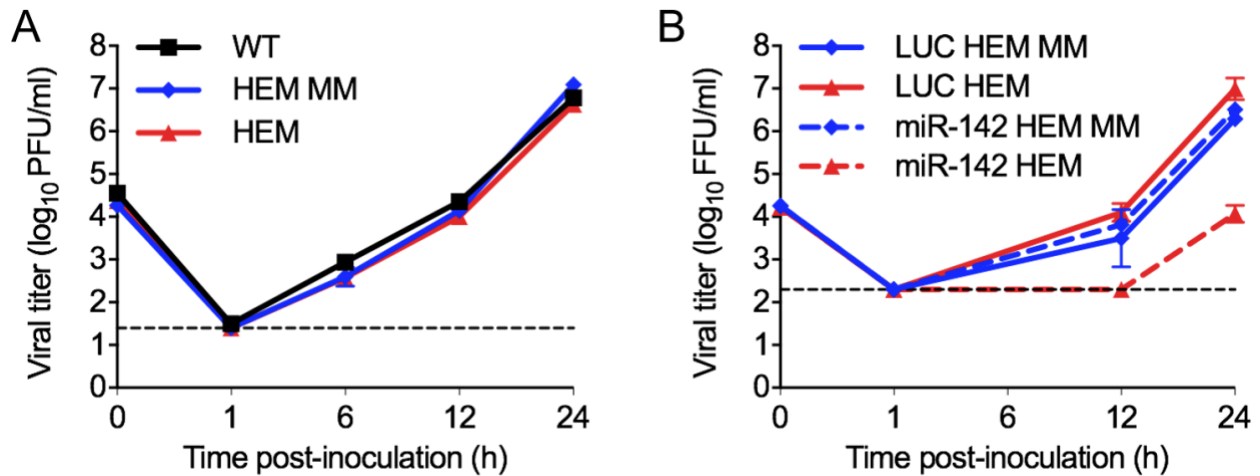 A
Viral titer (log10 PFU/ml)
8
7
6
5
4
3
2
1
0
WT
HEM MM
HEM
0 1 6 12 24
Time post-inoculation (h)
B
Viral titer (log10 FFU/ml)
8
7
6
5
4
3
2
1
0
LUC HEM MM
LUC HEM
miR-142 HEM MM
miR-142 HEM
0 1 6 12 24
Time post-inoculation (h)